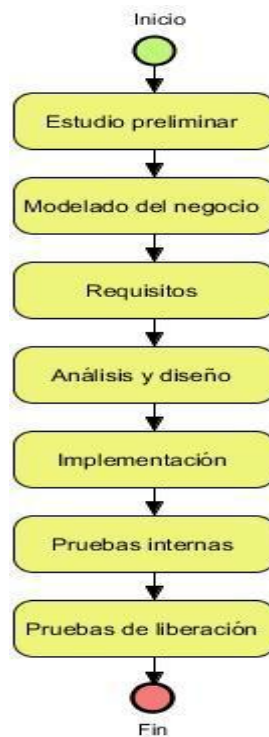 Inicio
Estudio preliminar
Modelado del negocio
Requisitos
Análisis y diseño
Implementación
Pruebas internas
Pruebas de liberación
Fin